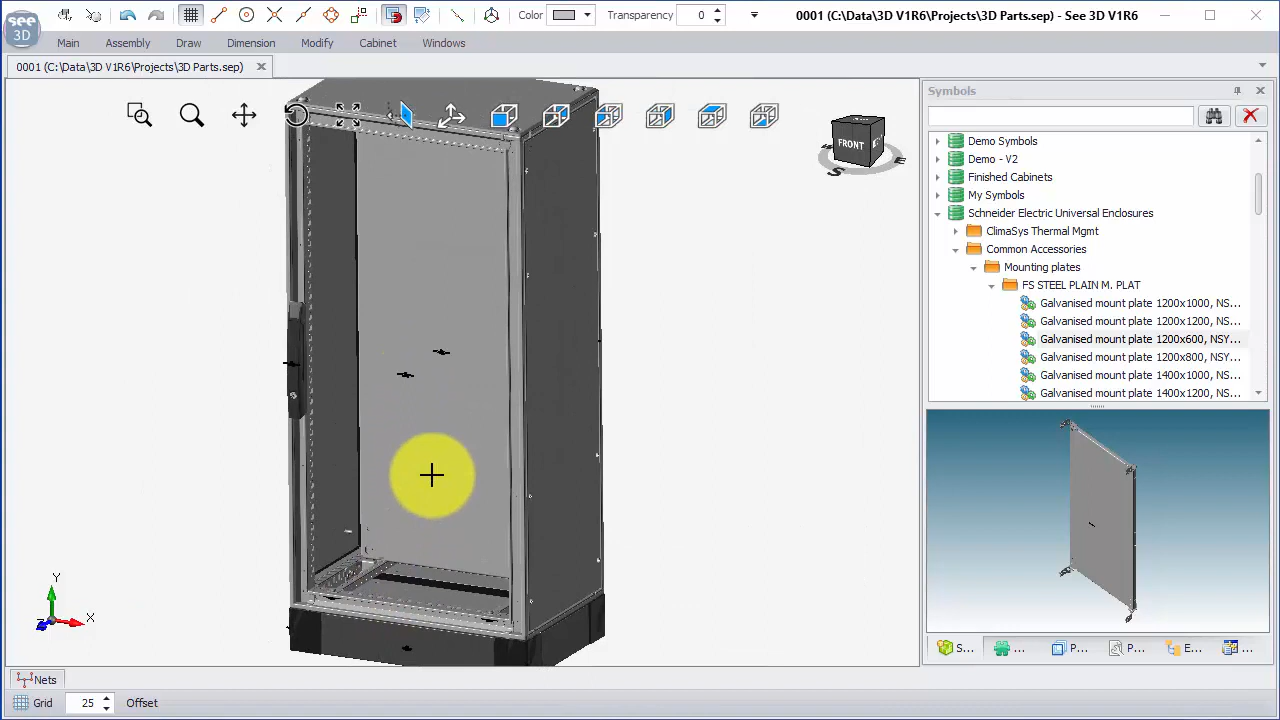 see
3D
Color
Transparency
0
0001 (C:\Data\3D V1R6\Projects\3D Parts.sep) - See 3D V1R6
Main
Assembly
Draw
Dimension
Modify
Cabinet
Windows
0001 (C:\Data\3D V1R6\Projects\3D Parts.sep)
FRONT
S
E
Symbols
Demo Symbols
Demo - V2
Finished Cabinets
My Symbols
Schneider Electric Universal Enclosures
ClimaSys Thermal Mgmt
Common Accessories
Mounting plates
FS STEEL PLAIN M. PLAT
Galvanised mount plate 1200x1000, NS...
Galvanised mount plate 1200x1200, NS...
Galvanised mount plate 1200x600, NSY...
Galvanised mount plate 1200x800, NSY...
Galvanised mount plate 1400x1000, NS...
Galvanised mount plate 1400x1200, NS...
Y
X
S...
...
P...
P...
E...
...
Nets
Grid
25
Offset